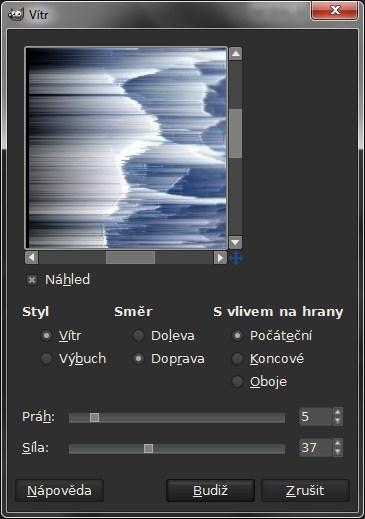 Vítr
Náhled
Styl Směr S vlivem na hrany
Vítr Doleva Počáteční
Výbuch Doprava Koncové
Oboje
Práh: 5
Síla: 37
Nápověda Budiž Zrušit